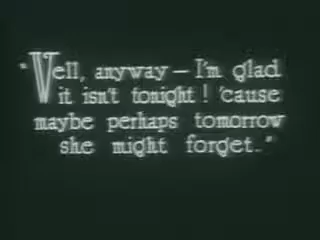 "Well, anyway — I'm glad
it isn't tonight! 'cause
maybe perhaps tomorrow
she might forget.."